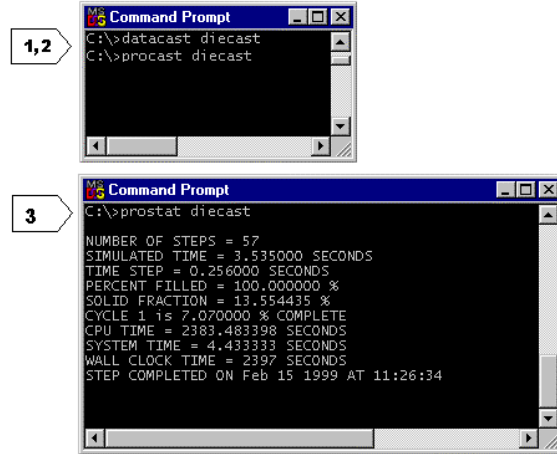 Command Prompt
1,2
C:\>datacast diecast
C:\>procast diecast
Command Prompt
3
C:\>prostat diecast
NUMBER OF STEPS = 57
SIMULATED TIME = 3.535000 SECONDS
TIME STEP = 0.256000 SECONDS
PERCENT FILLED = 100.000000 %
SOLID FRACTION = 13.554435 %
CYCLE 1 is 7.070000 % COMPLETE
CPU TIME = 2383.483398 SECONDS
SYSTEM TIME = 4.433333 SECONDS
WALL CLOCK TIME = 2397 SECONDS
STEP COMPLETED ON Feb 15 1999 AT 11:26:34